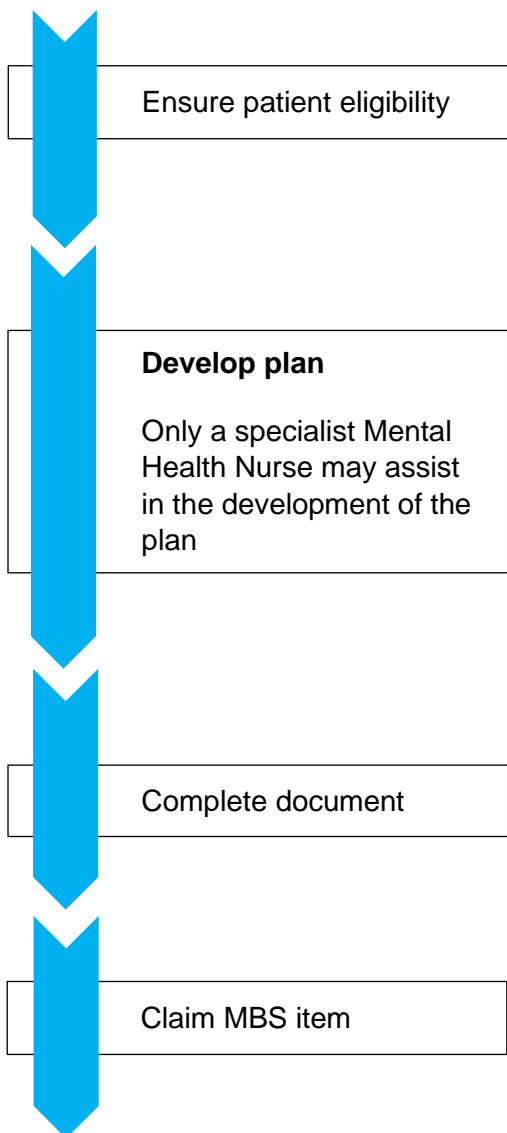 Ensure patient eligibility
Develop plan
Only a specialist Mental
Health Nurse may assist
in the development of the
plan
Complete document
Claim MBS item